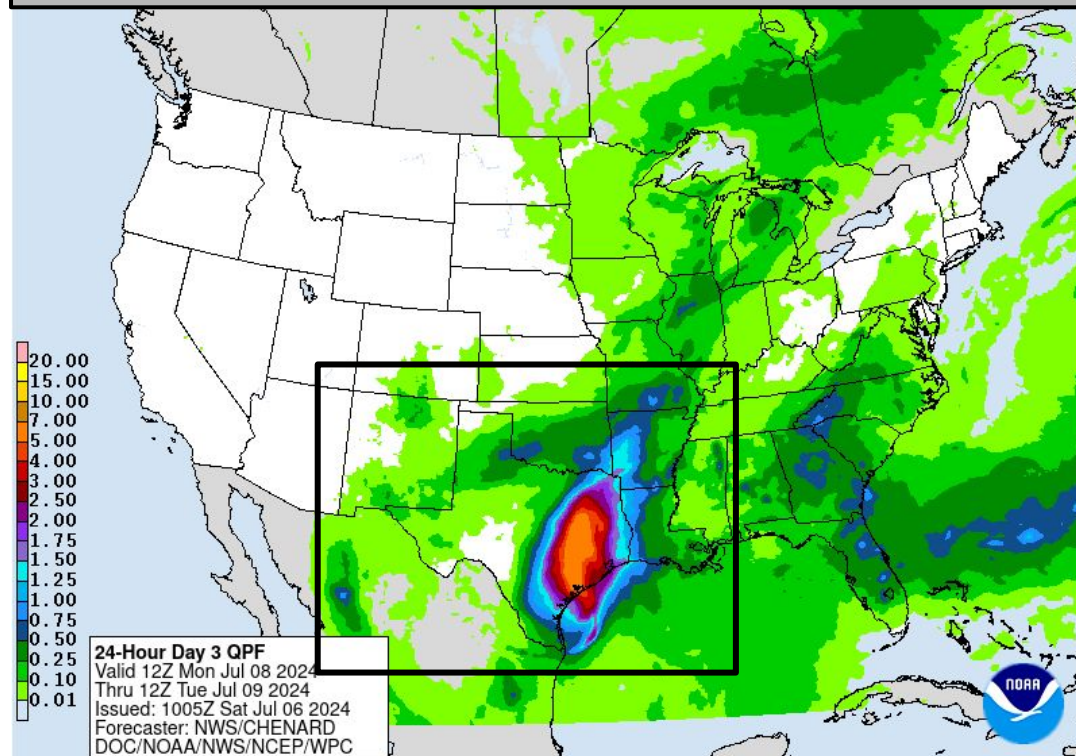 20.00
15.00
10.00
7.00
5.00
4.00
3.00
2.50
2.00
1.75
1.50
1.25
1.00
0.75
0.50
0.25
0.10
0.01
24-Hour Day 3 QPF
Valid 12Z Mon Jul 08 2024
Thru 12Z Tue Jul 09 2024
Issued: 1005Z Sat Jul 06 2024
Forecaster: NWS/CHENARD
DOC/NOAA/NWS/NCEP/WPC
NOAA